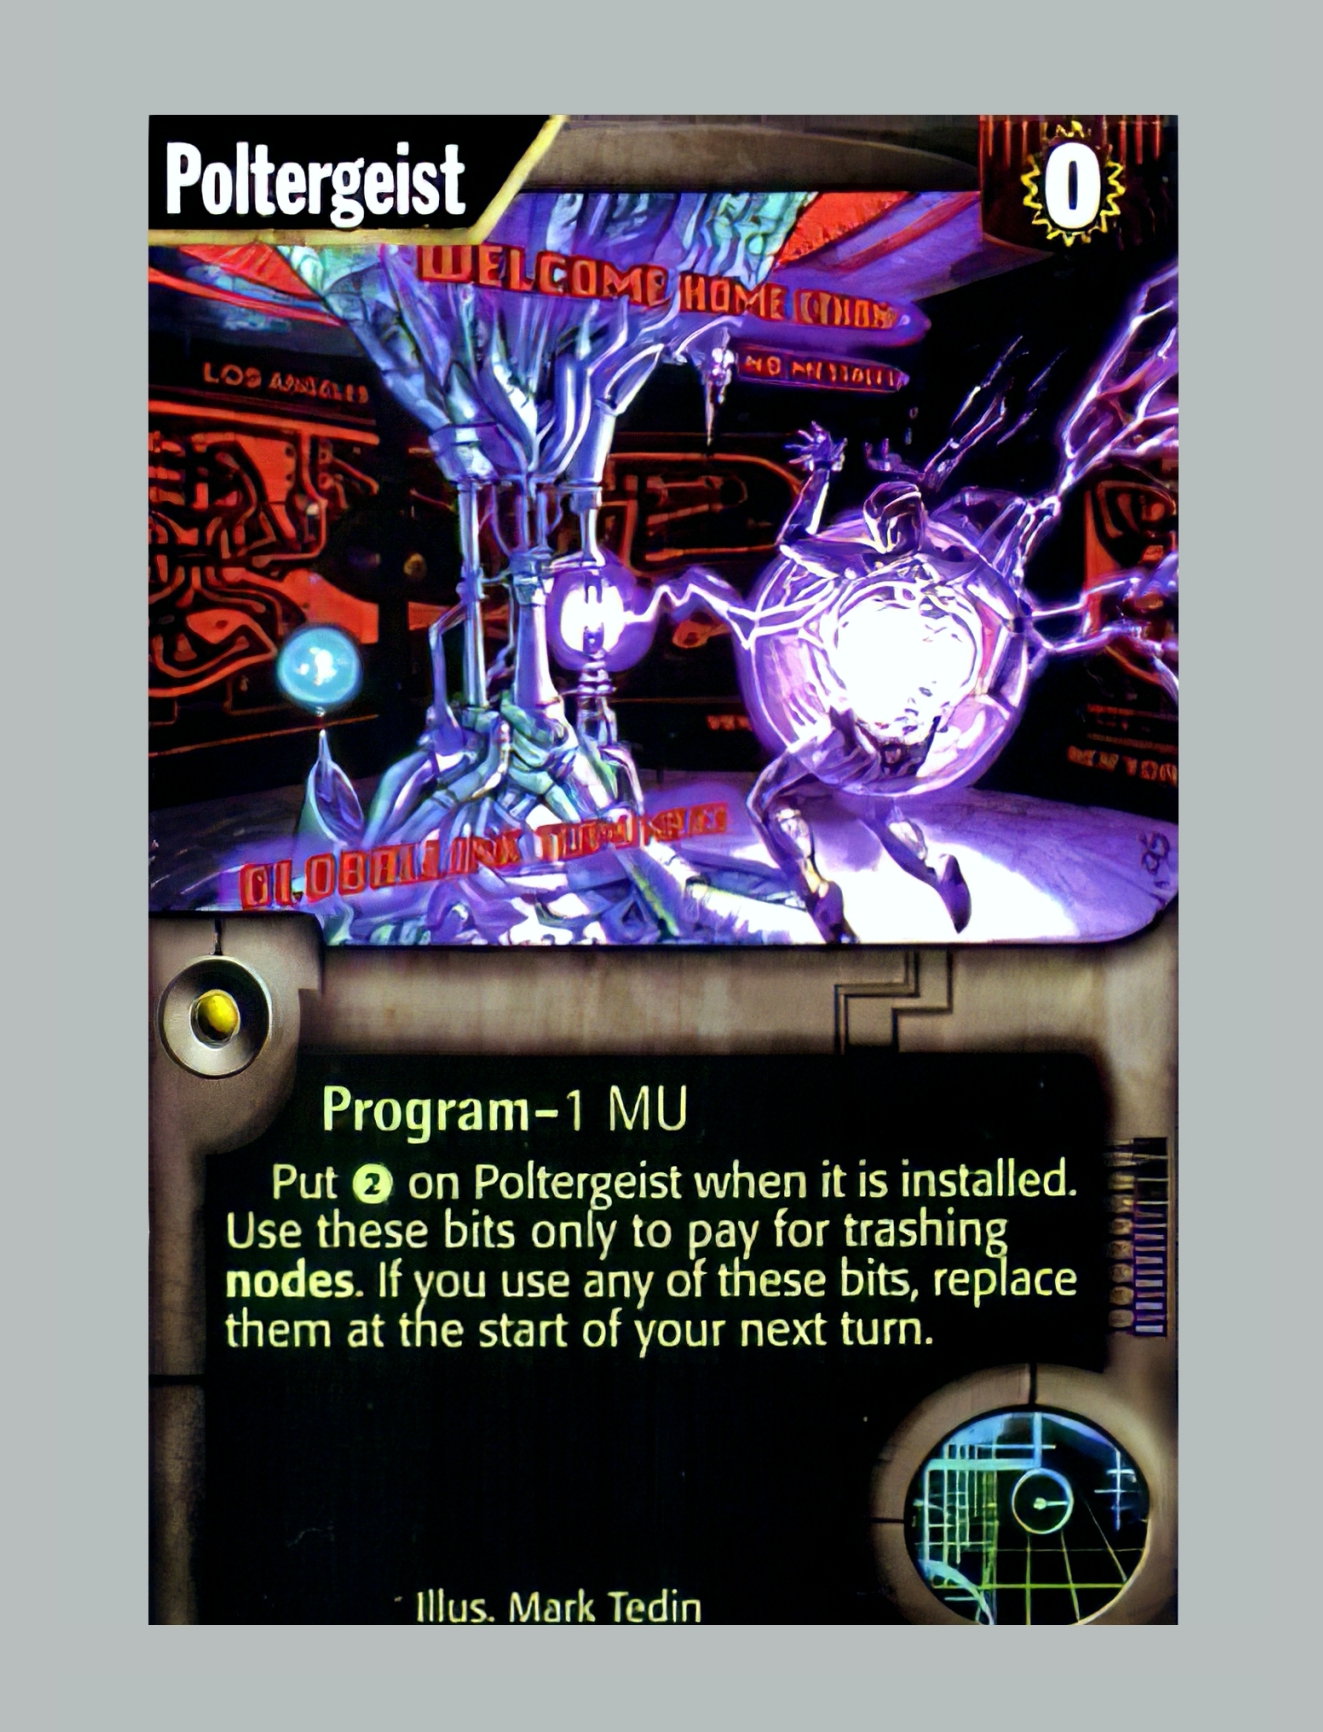 Poltergeist
0
WELCOME HOME
LOS
Program-1 MU
Put 2 on Poltergeist when it is installed.
Use these bits only to pay for trashing
nodes. If you use any of these bits, replace
them at the start of your next turn.
Illus. Mark Tedin